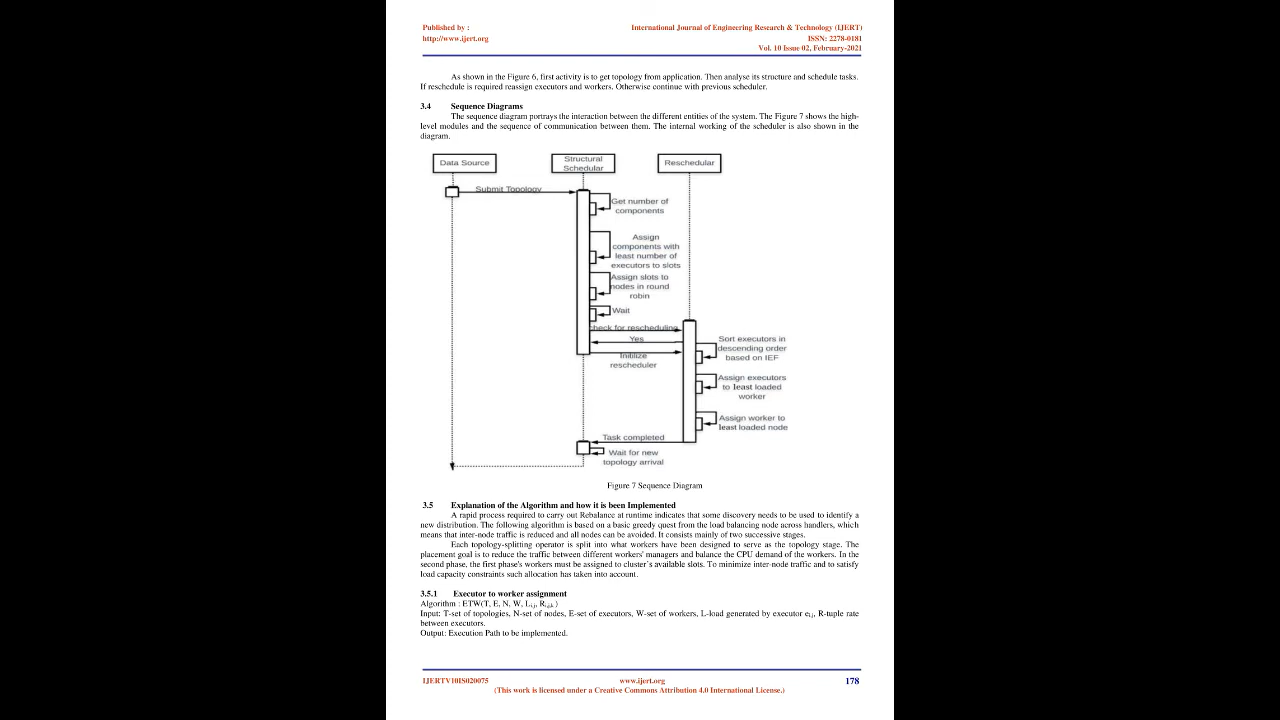 Published by :
http://www.ijert.org
International Journal of Engineering Research & Technology (IJERT)
ISSN: 2278-0181
Vol. 10 Issue 02, February-2021
As shown in the Figure 6, first activity is to get topology from application. Then analyse its structure and schedule tasks.
If reschedule is required reassign executors and workers. Otherwise continue with previous scheduler.
3.4 Sequence Diagrams
The sequence diagram portrays the interaction between the different entities of the system. The Figure 7 shows the high-
level modules and the sequence of communication between them. The internal working of the scheduler is also shown in the
diagram.
Data Source
Structural
Schedular
Reschedular
Submit Topology
Get number of
components
Assign
components with
least number of
executors to slots
Assign slots to
nodes in round
robin
Wait
check for rescheduling
Yes
Initilize
rescheduler
Sort executors in
descending order
based on IEF
Assign executors
to least loaded
worker
Assign worker to
least loaded node
Task completed
Wait for new
topology arrival
Figure 7 Sequence Diagram
3.5 Explanation of the Algorithm and how it is been Implemented
A rapid process required to carry out Rebalance at runtime indicates that some discovery needs to be used to identify a
new distribution. The following algorithm is based on a basic greedy quest from the load balancing node across handlers, which
means that inter-node traffic is reduced and all nodes can be avoided. It consists mainly of two successive stages.
Each topology-splitting operator is split into what workers have been designed to serve as the topology stage. The
placement goal is to reduce the traffic between different workers' managers and balance the CPU demand of the workers. In the
second phase, the first phase's workers must be assigned to cluster's available slots. To minimize inter-node traffic and to satisfy
load capacity constraints such allocation has taken into account.
3.5.1 Executor to worker assignment
Algorithm : ETW(T, E, N, W, Li,j, Ri,j,k )
Input: T-set of topologies, N-set of nodes, E-set of executors, W-set of workers, L-load generated by executor ei,j, R-tuple rate
between executors.
Output: Execution Path to be implemented.
IJERTV10IS020075
www.ijert.org
178
(This work is licensed under a Creative Commons Attribution 4.0 International License.)